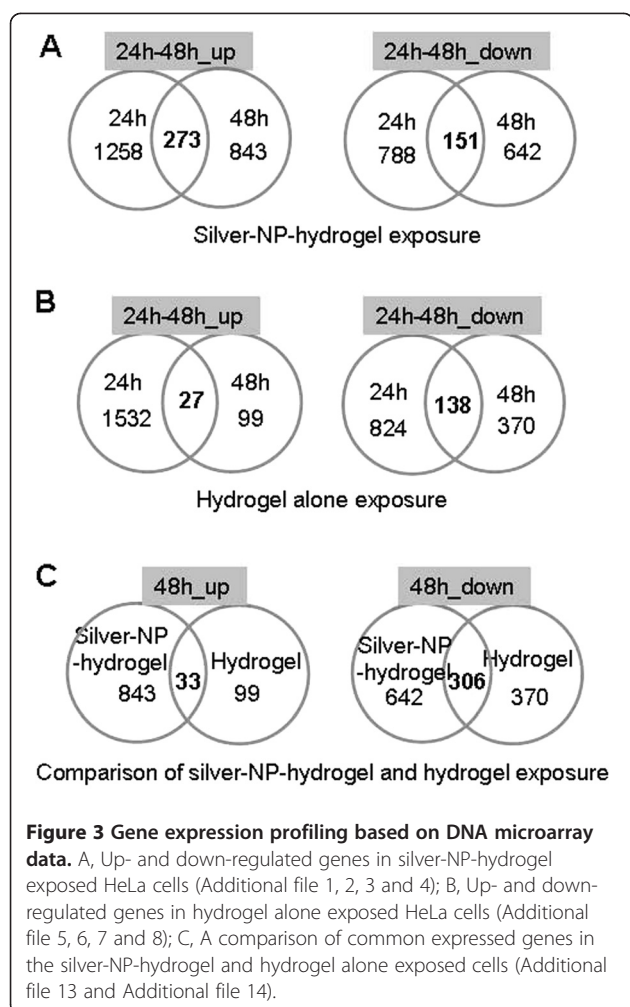 A
24h-48h_up
24h-48h_down
24h 48h
1258 273 843
24h 48h
788 151 642
Silver-NP-hydrogel exposure
B
24h-48h_up
24h-48h_down
24h 48h
1532 27 99
24h 48h
824 138 370
Hydrogel alone exposure
C
48h_up
48h_down
Silver-NP
-hydrogel 33 Hydrogel
843 99
Silver-NP
-hydrogel 306 Hydrogel
642 370
Comparison of silver-NP-hydrogel and hydrogel exposure
Figure 3 Gene expression profiling based on DNA microarray
data. A, Up- and down-regulated genes in silver-NP-hydrogel
exposed HeLa cells (Additional file 1, 2, 3 and 4); B, Up- and down-
regulated genes in hydrogel alone exposed HeLa cells (Additional
file 5, 6, 7 and 8); C, A comparison of common expressed genes in
the silver-NP-hydrogel and hydrogel alone exposed cells (Additional
file 13 and Additional file 14).